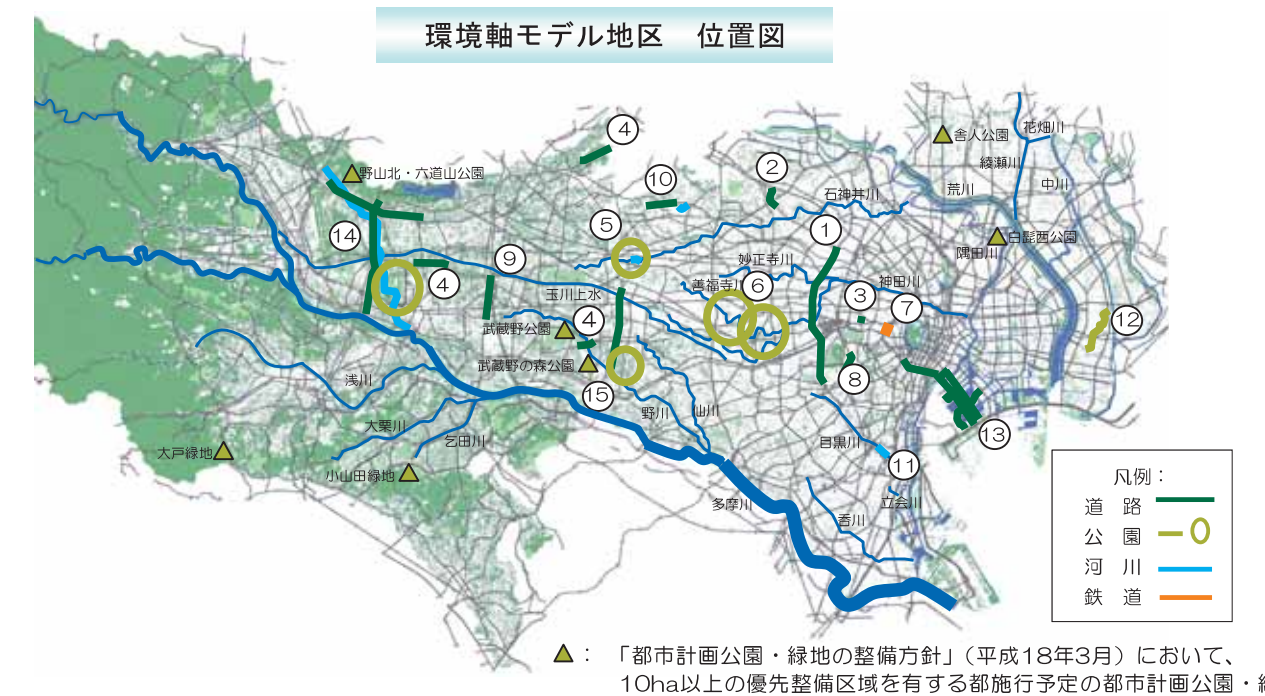 環境軸モデル地区　位置図
④
舎人公園
花畑川
綾瀬川
②
野山北・六道山公園
⑩
荒川
中川
石神井川
⑤
①
⑭
白髭西公園
隅田川
⑨
妙正寺川
④
善福寺川
⑥
神田川
玉川上水
③
⑦
④
武蔵野公園
⑫
武蔵野の森公園
⑧
浅川
⑮
野川
大栗川
乞田川
目黒川
⑬
大戸緑地
小山田緑地
⑪
多摩川
立会川
呑川
凡例：
道　路
公　園
河　川
鉄　道
：　「都市計画公園・緑地の整備方針」（平成18年3月）において、
10ha以上の優先整備区域を有する都施行予定の都市計画公園・